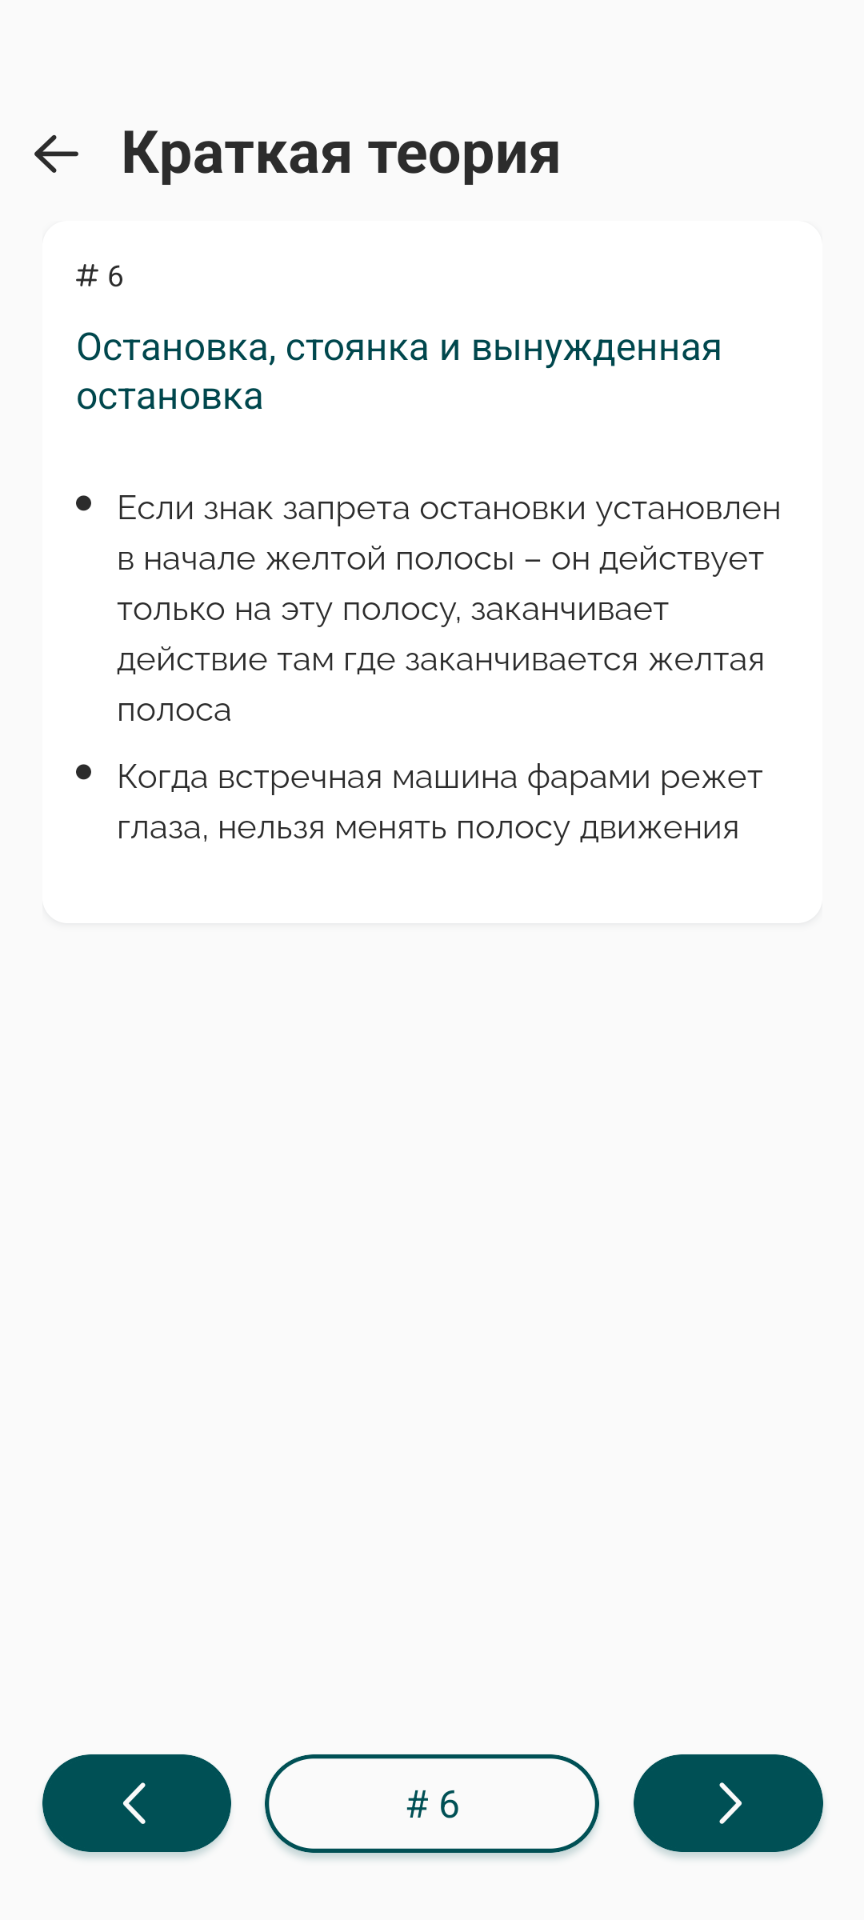 Краткая теория
# 6
Остановка, стоянка и вынужденная
остановка
Если знак запрета остановки установлен
в начале желтой полосы – он действует
только на эту полосу, заканчивает
действие там где заканчивается желтая
полоса
Когда встречная машина фарами режет
глаза, нельзя менять полосу движения
# 6